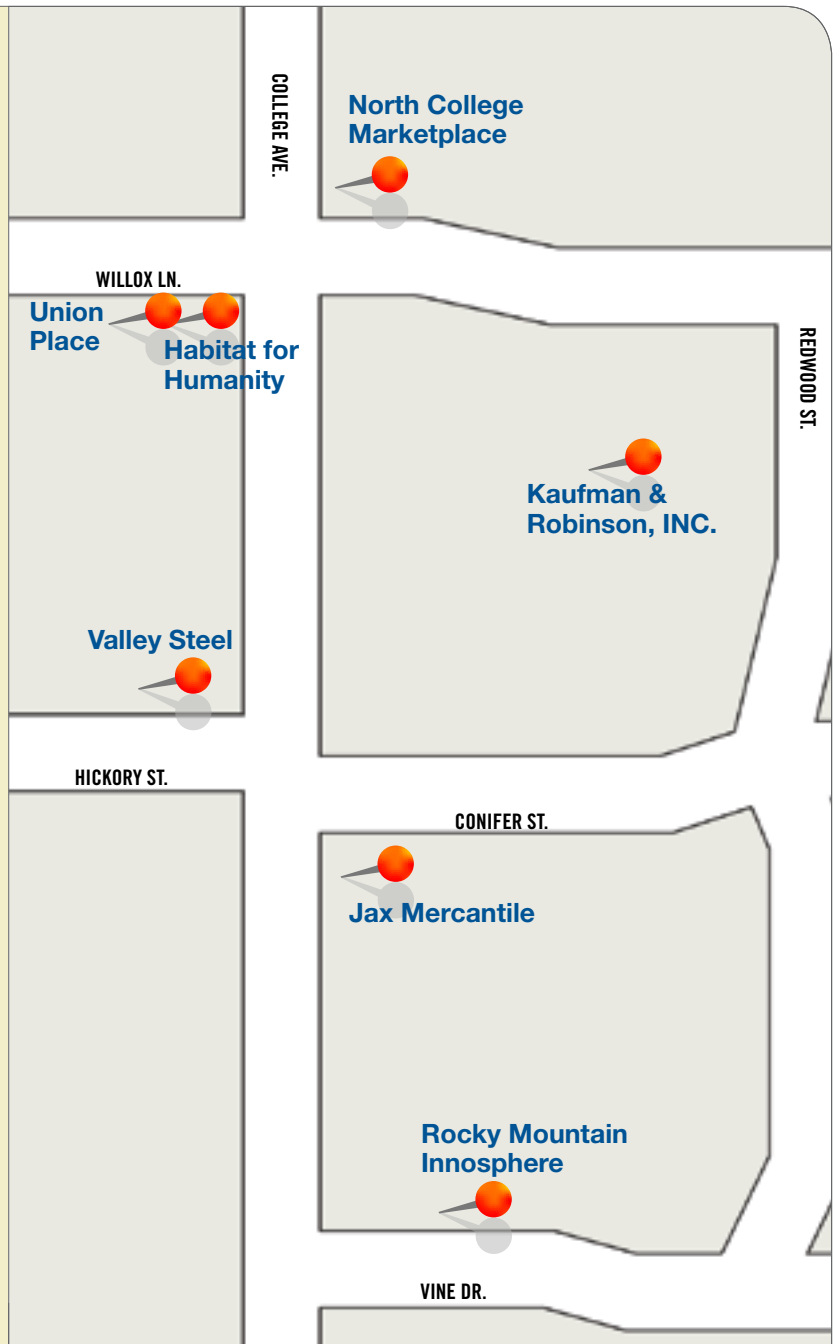 COLLEGE AVE.
North College
Marketplace
WILLOX LN.
Union
Place
Habitat for
Humanity
REDWOOD ST.
Kaufman &
Robinson, INC.
Valley Steel
HICKORY ST.
CONIFER ST.
Jax Mercantile
Rocky Mountain
Innosphere
VINE DR.